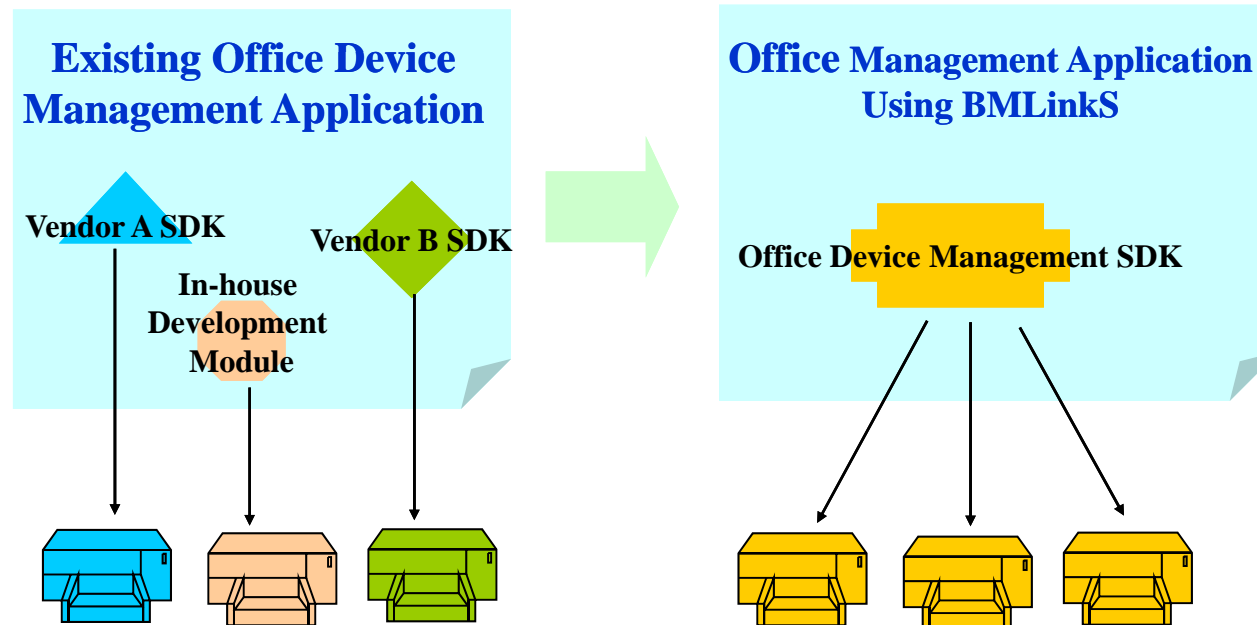 Existing Office Device
Management Application
Vendor A SDK
Vendor B SDK
In-house
Development
Module
Office Management Application
Using BMLinkS
Office Device Management SDK